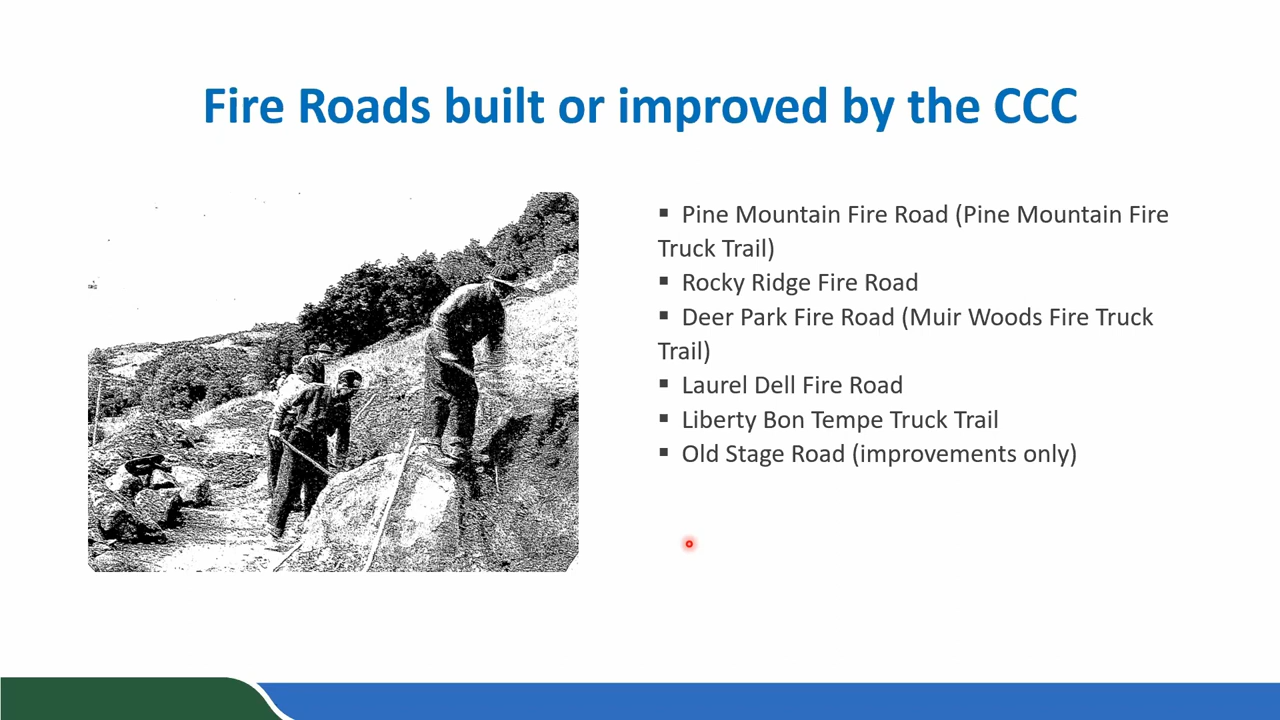 Fire Roads built or improved by the CCC
▪ Pine Mountain Fire Road (Pine Mountain Fire
Truck Trail)
▪ Rocky Ridge Fire Road
▪ Deer Park Fire Road (Muir Woods Fire Truck
Trail)
▪ Laurel Dell Fire Road
▪ Liberty Bon Tempe Truck Trail
▪ Old Stage Road (improvements only)